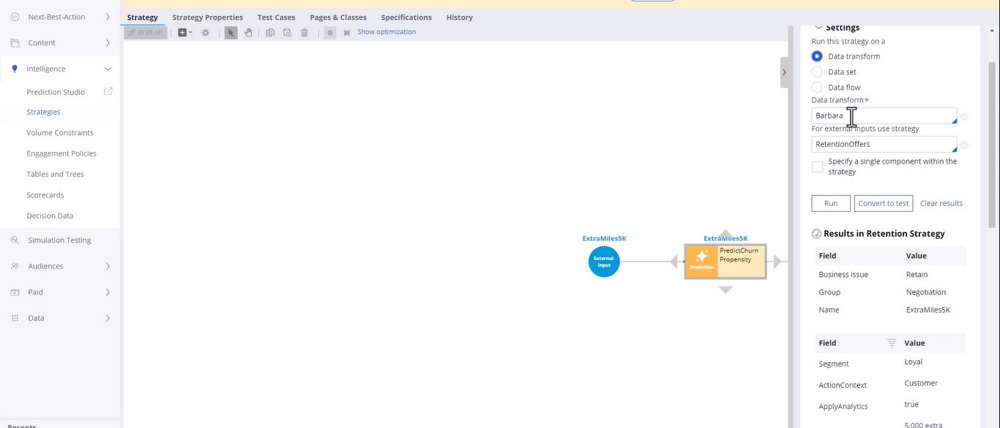 Next-Best-Action
Content
Intelligence
Prediction Studio
Strategies
Volume Constraints
Engagement Policies
Tables and Trees
Scorecards
Decision Data
Simulation Testing
Audiences
Paid
Data
Recents
Strategy
Strategy Properties
Test Cases
Pages & Classes
Specifications
History
Draft off
Show optimization
ExtraMiles5K
External
Input
ExtraMiles5K
Prediction
PredictChurn
Propensity
Settings
Run this strategy on a
Data transform
Data set
Data flow
Data transform*
Barbara
For external inputs use strategy
RetentionOffers
Specify a single component within the
strategy
Run
Convert to test
Clear results
Results in Retention Strategy
Field Value
Business issue Retain
Group Negotiation
Name ExtraMiles5K
Field Value
Segment Loyal
ActionContext Customer
ApplyAnalytics true
5,000 extra